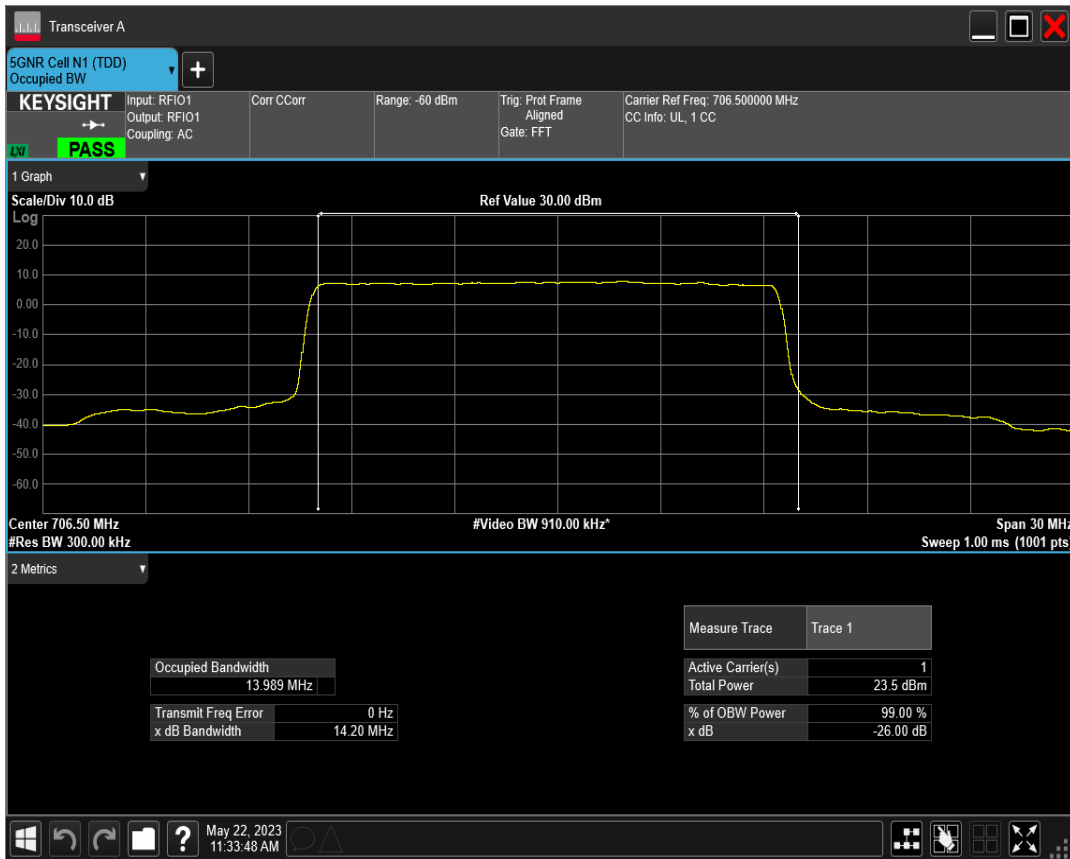 Transceiver A
5GNR Cell N1 (TDD)
Occupied BW
+
KEYSIGHT
LXI
PASS
Input: RFIO1
Output: RFIO1
Coupling: AC
Corr CCorr
Range: -60 dBm
Trig: Prot Frame
Aligned
Gate: FFT
Carrier Ref Freq: 706.500000 MHz
CC Info: UL, 1 CC
1 Graph
Scale/Div 10.0 dB
Ref Value 30.00 dBm
Log
20.0
10.0
0.00
-10.0
-20.0
-30.0
-40.0
-50.0
-60.0
Center 706.50 MHz
#Video BW 910.00 kHz*
Span 30 MHz
#Res BW 300.00 kHz
Sweep 1.00 ms (1001 pts)
2 Metrics
Measure Trace Trace 1
Occupied Bandwidth
13.989 MHz
Active Carrier(s) 1
Total Power 23.5 dBm
Transmit Freq Error 0 Hz
x dB Bandwidth 14.20 MHz
% of OBW Power 99.00 %
x dB -26.00 dB
?
May 22, 2023
11:33:48 AM